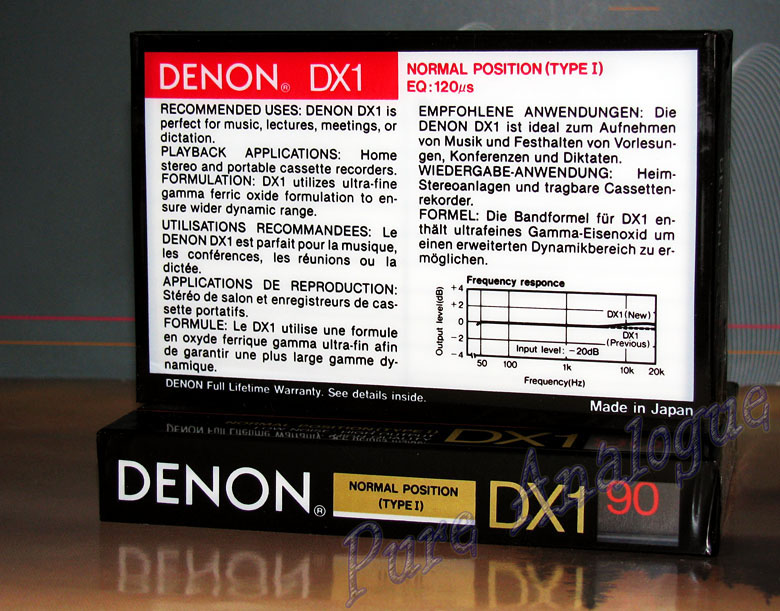 DENON® DX1
NORMAL POSITION (TYPE I)
EQ: 120µs
RECOMMENDED USES: DENON DX1 is
perfect for music, lectures, meetings, or
dictation.
PLAYBACK APPLICATIONS: Home
stereo and portable cassette recorders.
FORMULATION: DX1 utilizes ultra-fine
gamma ferric oxide formulation to en-
sure wider dynamic range.
UTILISATIONS RECOMMANDEES: Le
DENON DX1 est parfait pour la musique,
les conférences, les réunions ou la
dictée.
APPLICATIONS DE REPRODUCTION:
Stéréo de salon et enregistreurs de cas-
sette portatifs.
FORMULE: Le DX1 utilise une formule
en oxyde ferrique gamma ultra-fin afin
de garantir une plus large gamme dy-
namique.
EMPFOHLENE ANWENDUNGEN: Die
DENON DX1 ist ideal zum Aufnehmen
von Musik und Festhalten von Vorlesun-
gen, Konferenzen und Diktaten.
WIEDERGABE-ANWENDUNG: Heim-
Stereoanlagen und tragbare Cassetten-
rekorder.
FORMEL: Die Bandformel für DX1 en-
thält ultrafeines Gamma-Eisenoxid um
einen erweiterten Dynamikbereich zu er-
möglichen.
Frequency responce
Output level(dB)
+4
+2
0
-2
-4
DX1(New)
DX1
(Previous)
Input level: -20dB
50 100 1k 10k 20k
Frequency(Hz)
DENON Full Lifetime Warranty. See details inside.
Made in Japan
NORMAL POSITION (TYPE I)
DENON Full Lifetime Warranty
DENON®
NORMAL POSITION
(TYPE I)
DX1 90
Pure Analogue